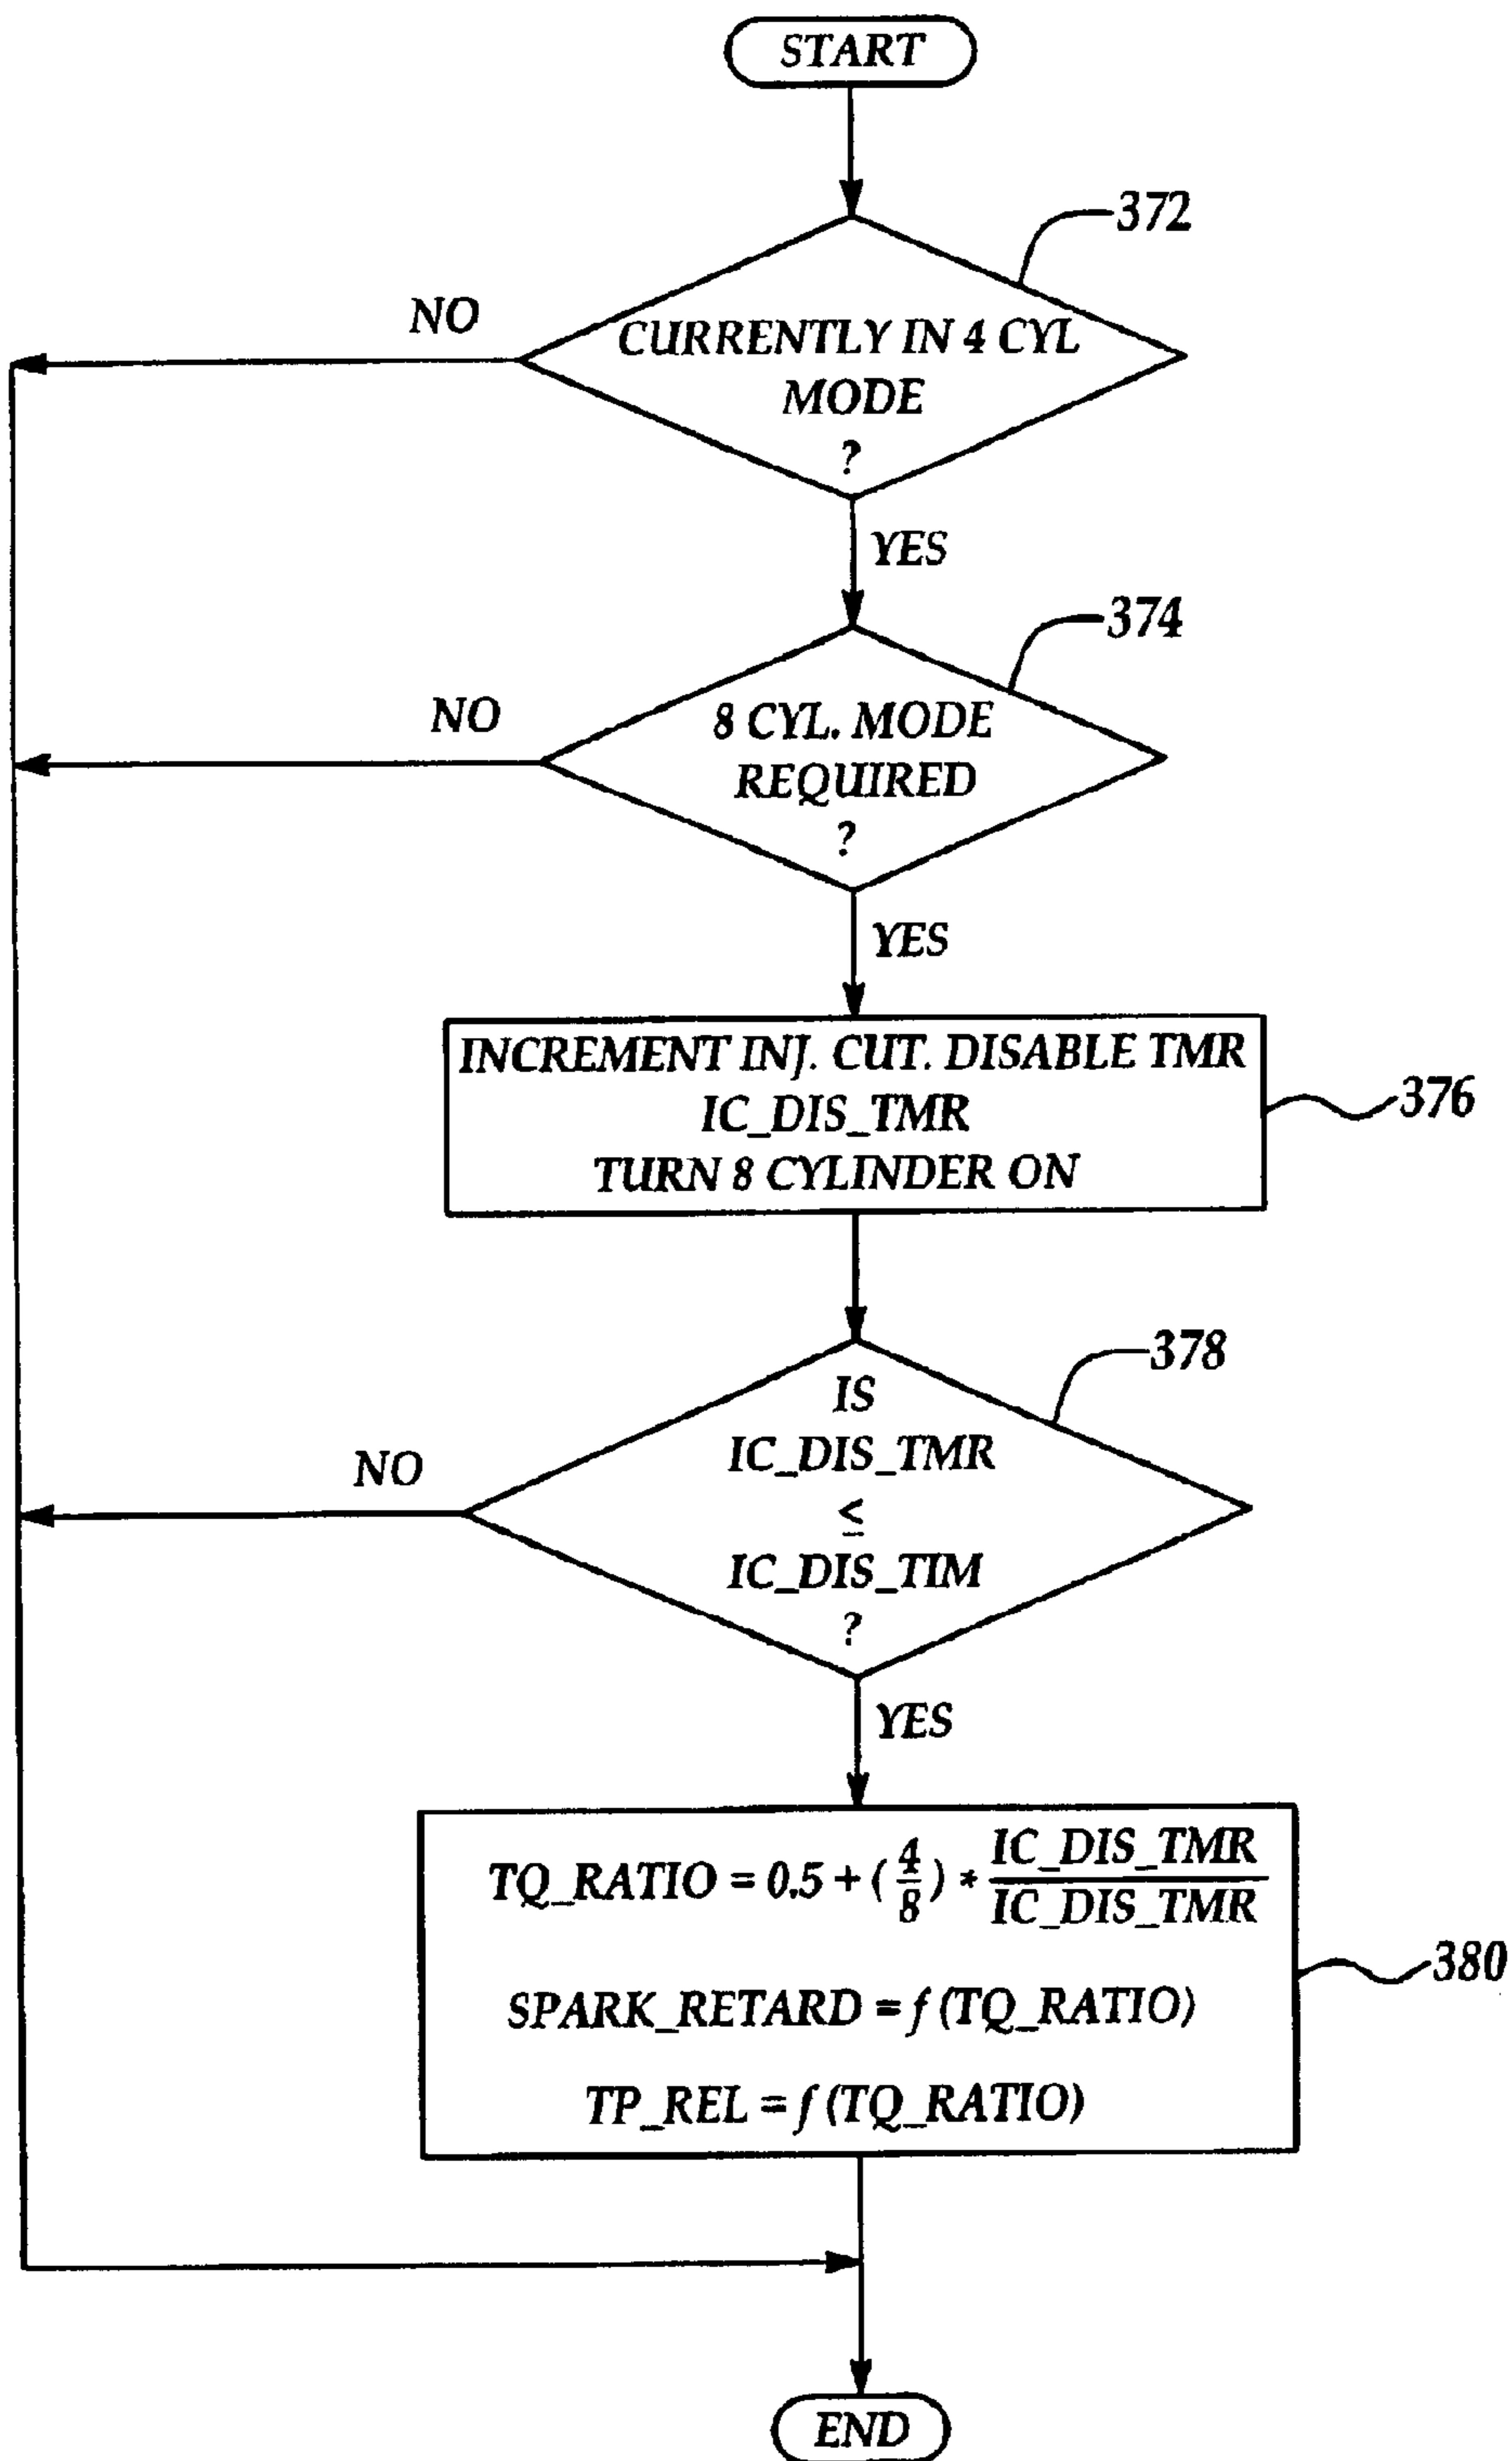 START
372
NO
CURRENTLY IN 4 CYL
MODE
?
YES
374
NO
8 CYL. MODE
REQUIRED
?
YES
INCREMENT INJ. CUT. DISABLE TMR
IC_DIS_TMR
TURN 8 CYLINDER ON
376
378
IS
IC_DIS_TMR
≤
IC_DIS_TIM
?
NO
YES
TQ_RATIO = 0.5 + (4/8) * IC_DIS_TMR/IC_DIS_TMR
SPARK_RETARD = f (TQ_RATIO)
TP_REL = f (TQ_RATIO)
380
END